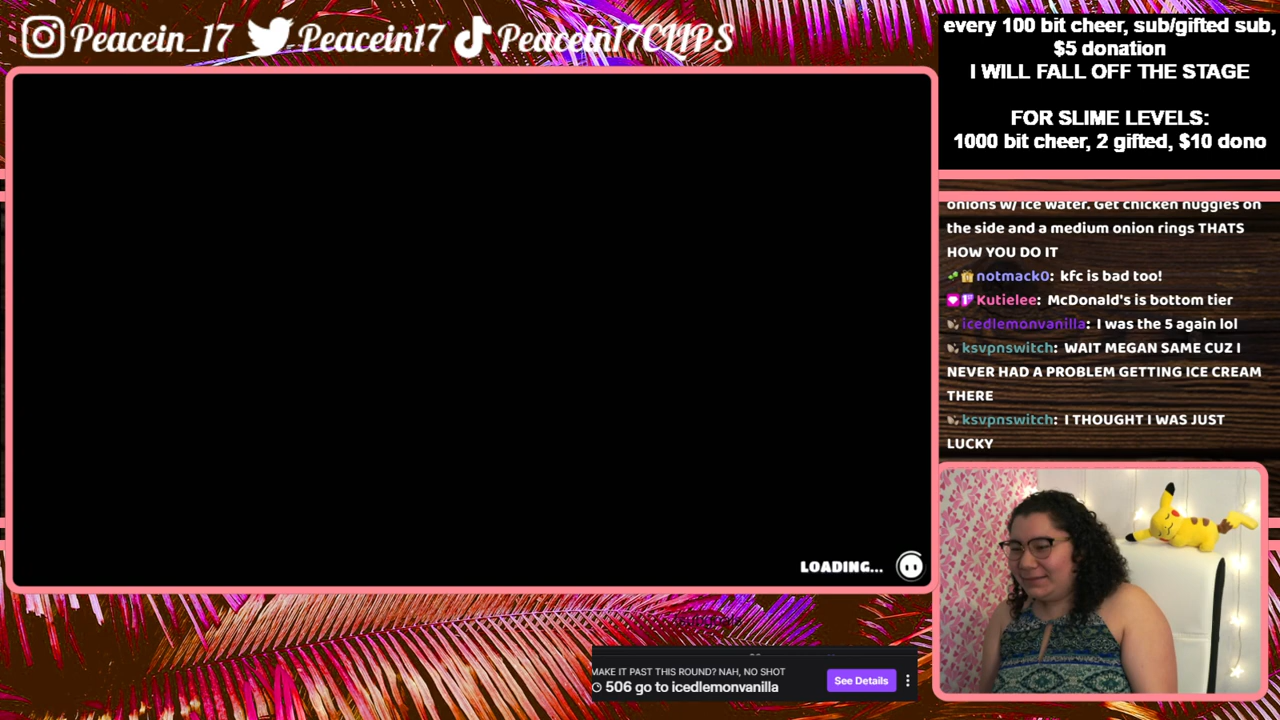 Peacein_17 Peacein17 Peacein17ClIPS
every 100 bit cheer, sub/gifted sub,
$5 donation
I WILL FALL OFF THE STAGE
FOR SLIME LEVELS:
1000 bit cheer, 2 gifted, $10 dono
onions w/ ice water. Get chicken nuggies on
the side and a medium onion rings THATS
HOW YOU DO IT
notmack0: kfc is bad too!
Kutielee: McDonald's is bottom tier
icedlemonvanilla: I was the 5 again lol
ksvpnswitch: WAIT MEGAN SAME CUZ I
NEVER HAD A PROBLEM GETTING ICE CREAM
THERE
ksvpnswitch: I THOUGHT I WAS JUST
LUCKY
LOADING...
MAKE IT PAST THIS ROUND? NAH, NO SHOT
506 go to icedlemonvanilla
See Details